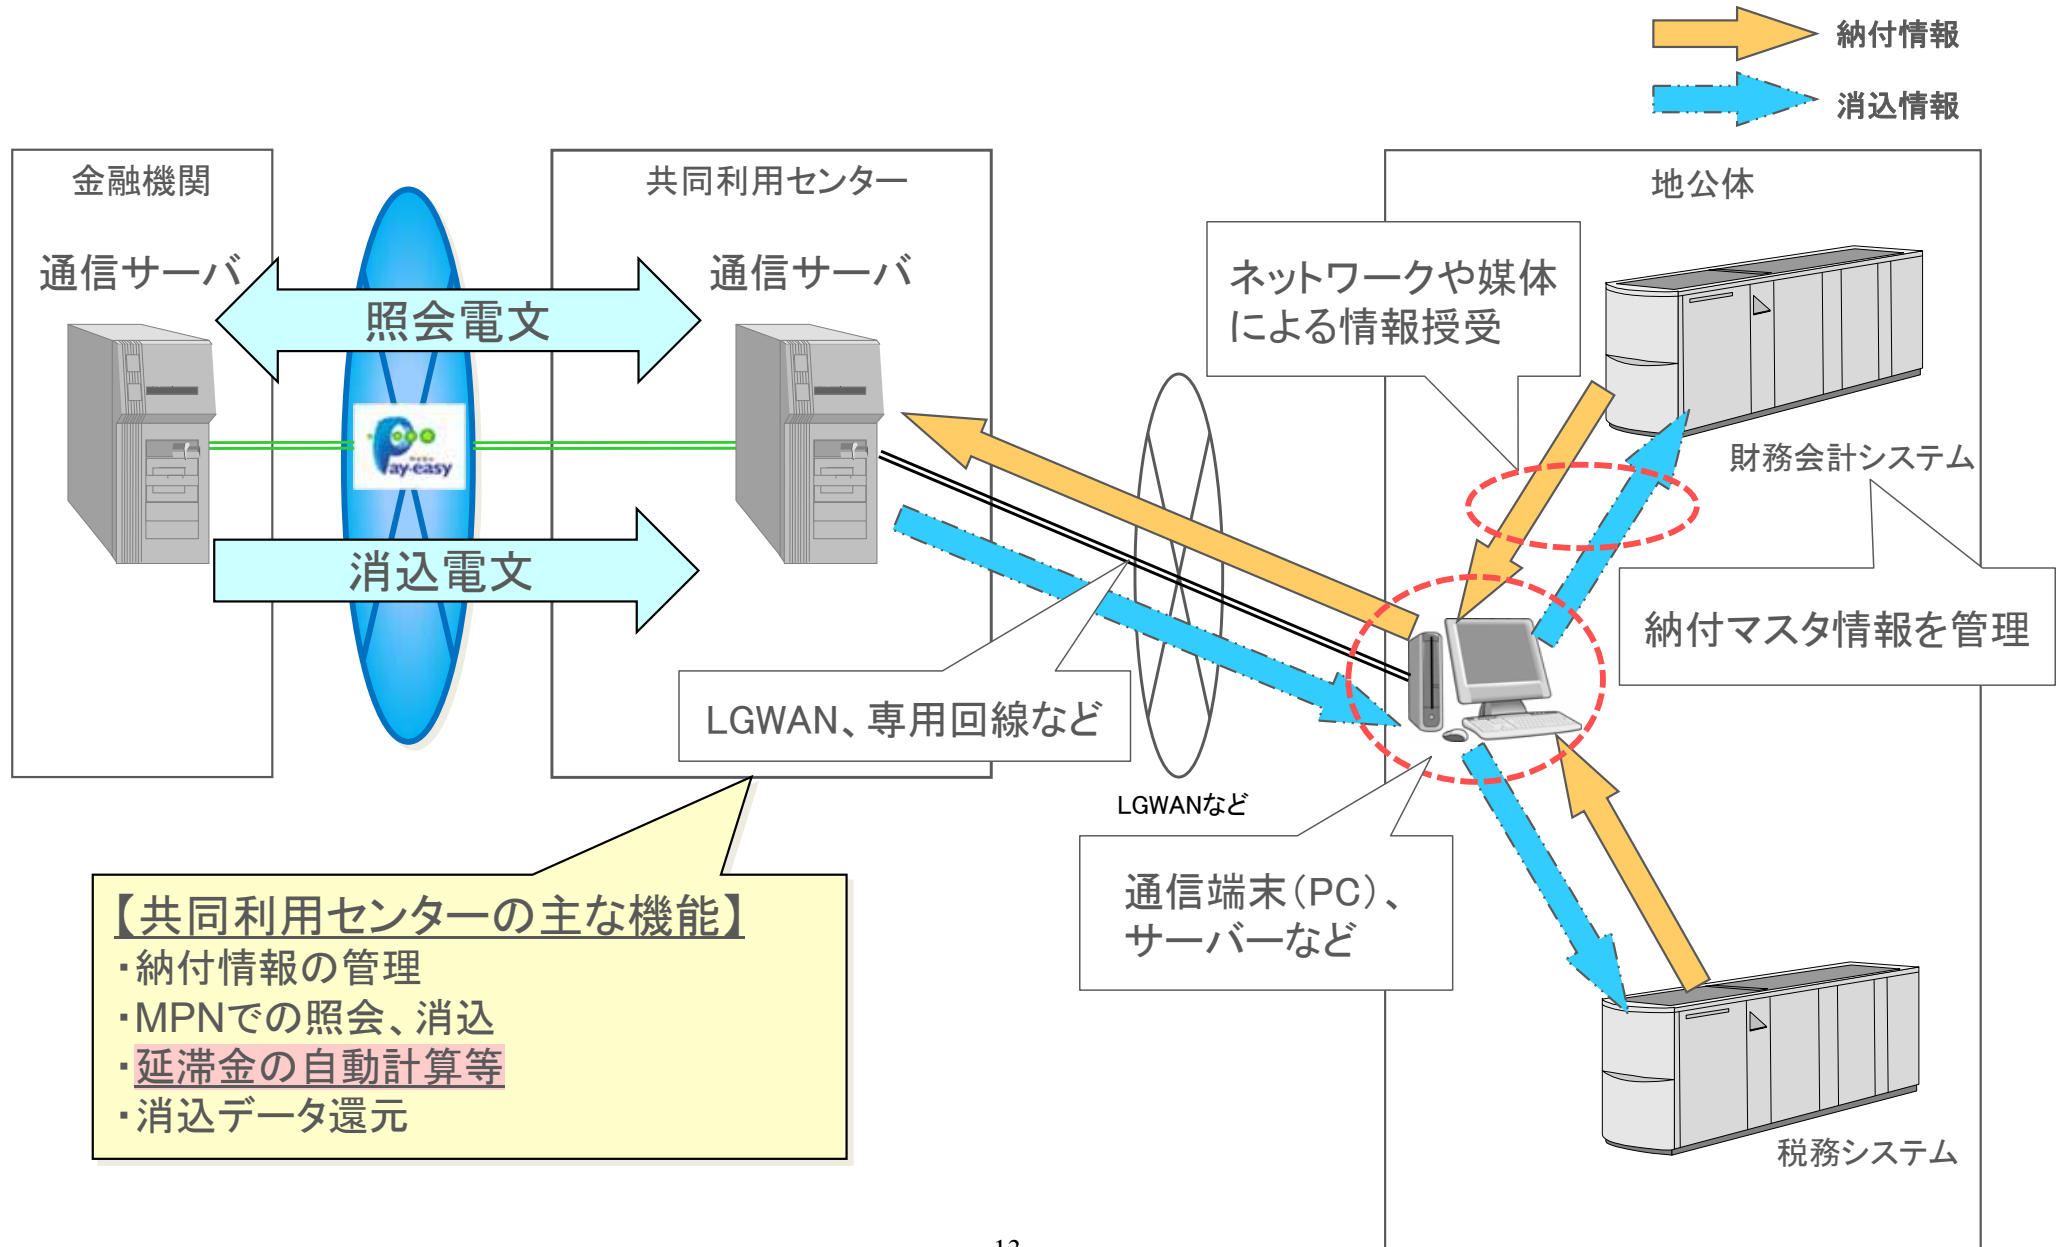 納付情報
消込情報
金融機関
共同利用センター
地公体
通信サーバ
通信サーバ
照会電文
Pay-easy
消込電文
ネットワークや媒体
による情報授受
財務会計システム
納付マスタ情報を管理
LGWAN、専用回線など
LGWANなど
通信端末（PC）、
サーバーなど
税務システム
【共同利用センターの主な機能】
・納付情報の管理
・MPNでの照会、消込
・延滞金の自動計算等
・消込データ還元